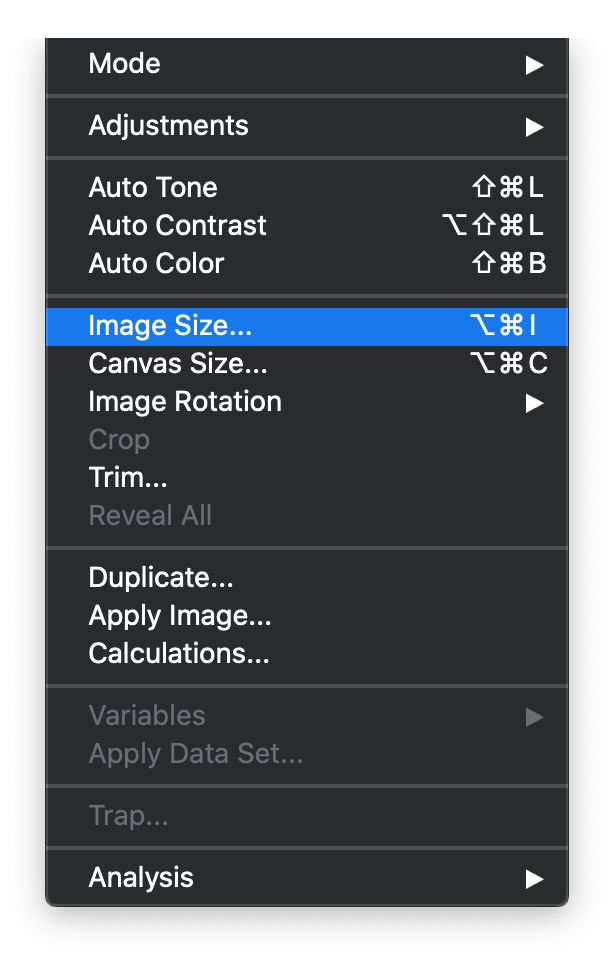 Mode ▶
Adjustments ▶
Auto Tone ⇧⌘L
Auto Contrast ⌥⇧⌘L
Auto Color ⇧⌘B
Image Size... ⌥⌘I
Canvas Size... ⌥⌘C
Image Rotation ▶
Crop
Trim...
Reveal All
Duplicate...
Apply Image...
Calculations...
Variables ▶
Apply Data Set...
Trap...
Analysis ▶